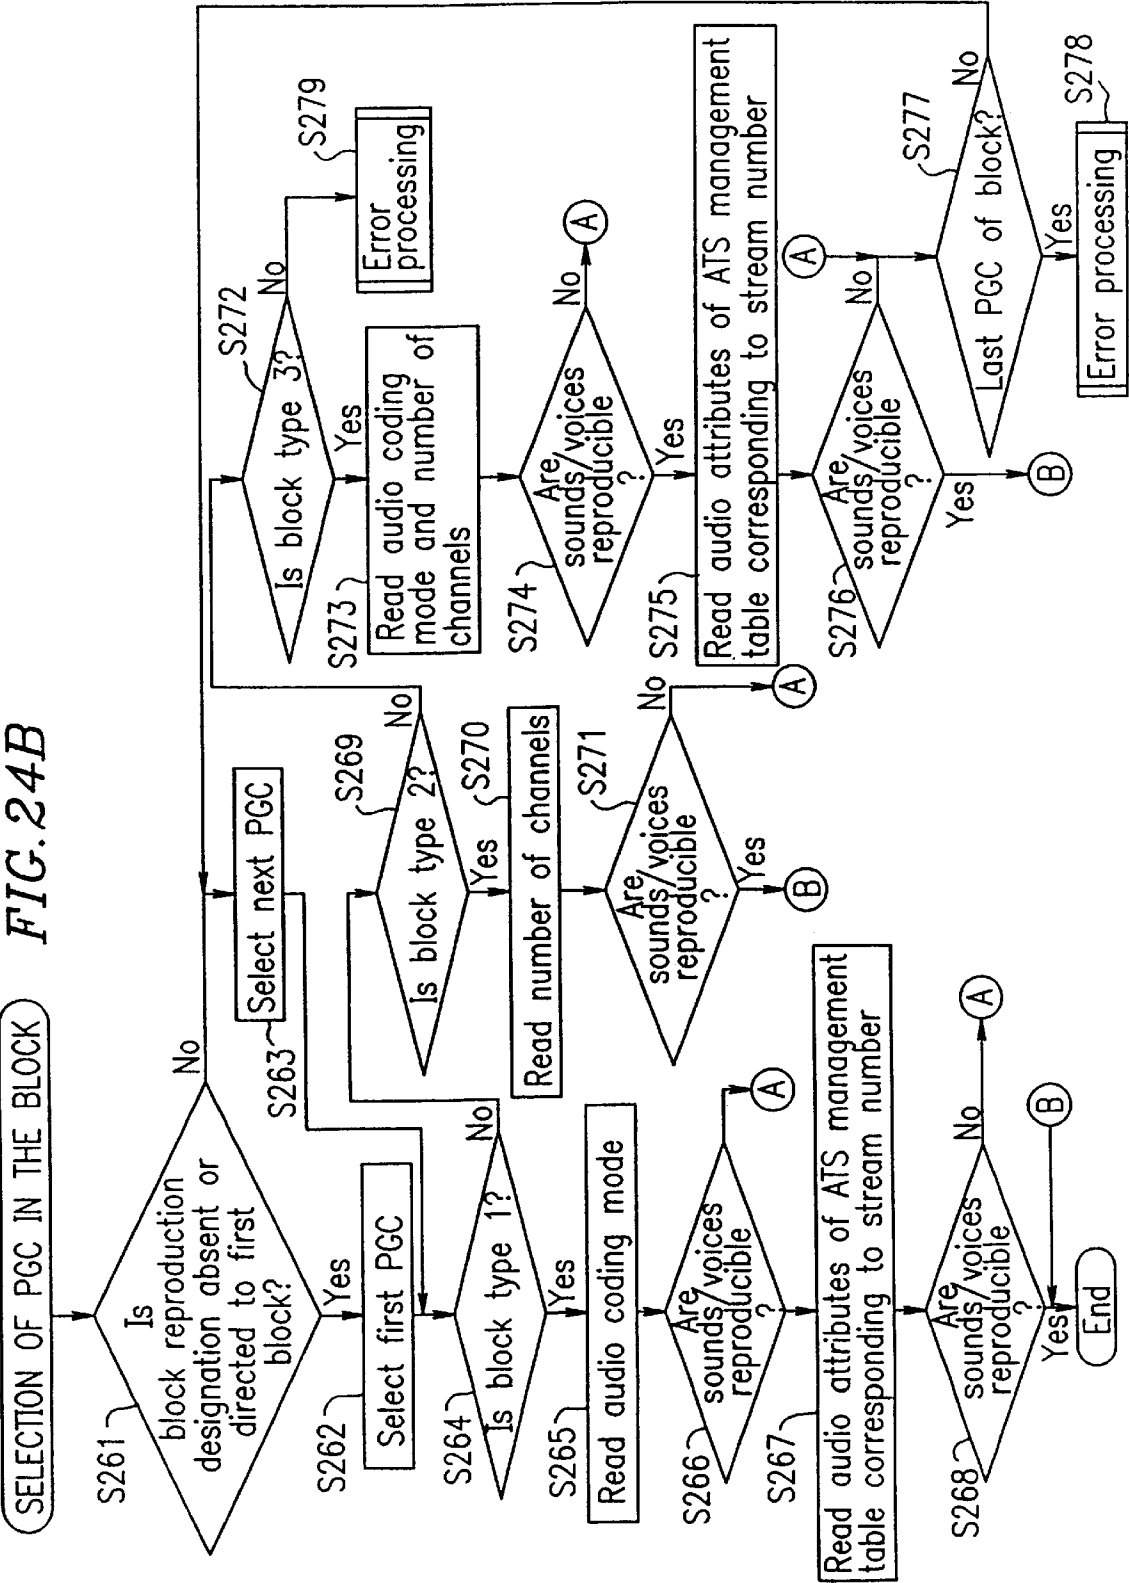 FIG. 24B
SELECTION OF PGC IN THE BLOCK
S261
Is
block reproduction
designation absent or
directed to first
block?
No
Yes
S262
Select first PGC
S263
Select next PGC
S264
Is block type 1?
No
Yes
S265
Read audio coding mode
S266
Are
sounds/voices
reproducible
?
A
S267
Read audio attributes of ATS management
table corresponding to stream number
S268
Are
sounds/voices
reproducible
?
No
A
Yes
B
End
S269
Is block type 2?
No
Yes
S270
Read number of channels
S271
Are
sounds/voices
reproducible
?
No
A
Yes
B
S272
Is block type 3?
No
S279
Error
processing
Yes
S273
Read audio coding
mode and number of
channels
S274
Are
sounds/voices
reproducible
?
No
A
Yes
S275
Read audio attributes of ATS management
table corresponding to stream number
S276
Are
sounds/voices
reproducible
?
No
A
Yes
B
S277
Last PGC of block?
No
Yes
S278
Error processing